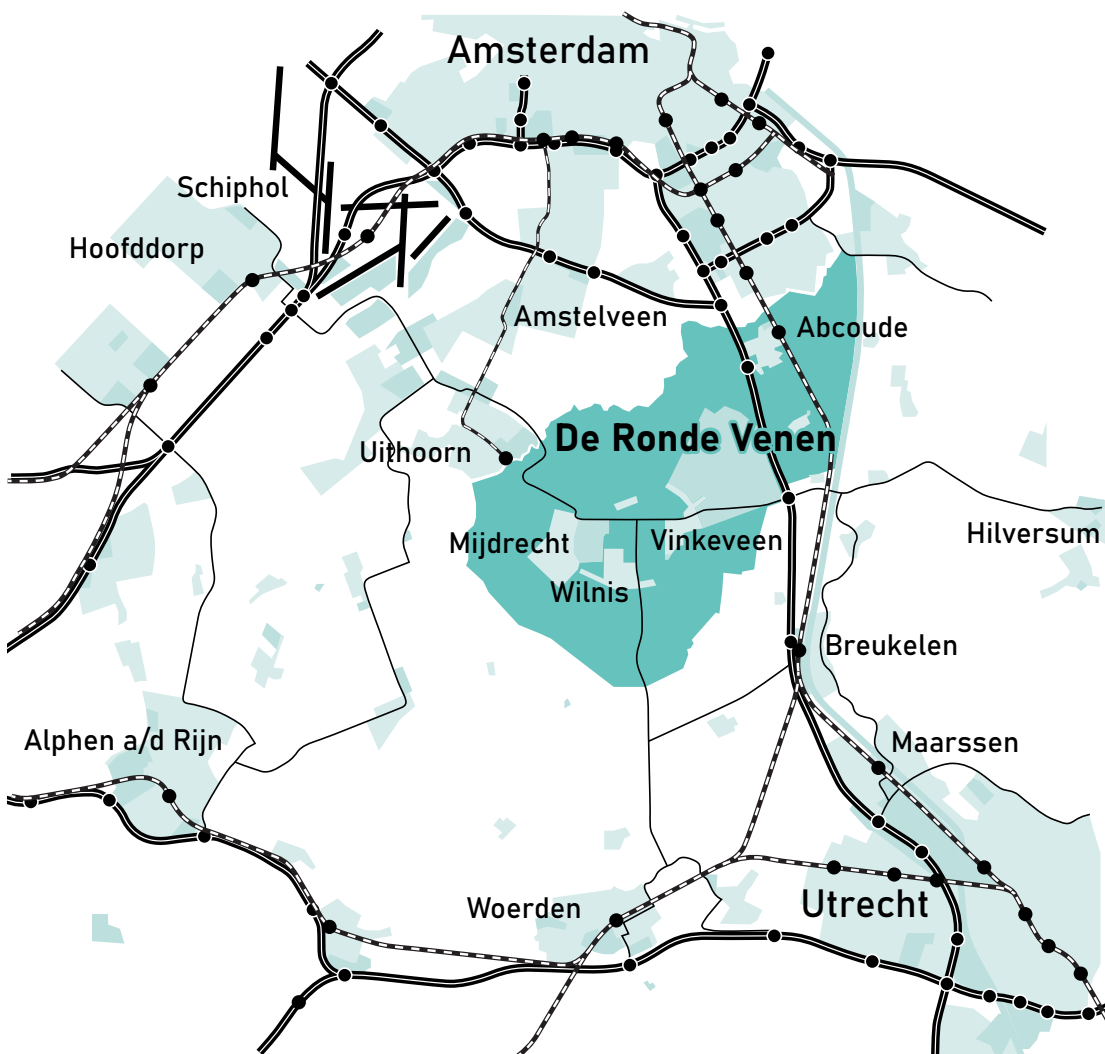 Amsterdam
Schiphol
Hoofddorp
Amstelveen
Abcoude
De Ronde Venen
Uithoorn
Mijdrecht
Vinkeveen
Hilversum
Wilnis
Breukelen
Alphen a/d Rijn
Maarssen
Woerden
Utrecht